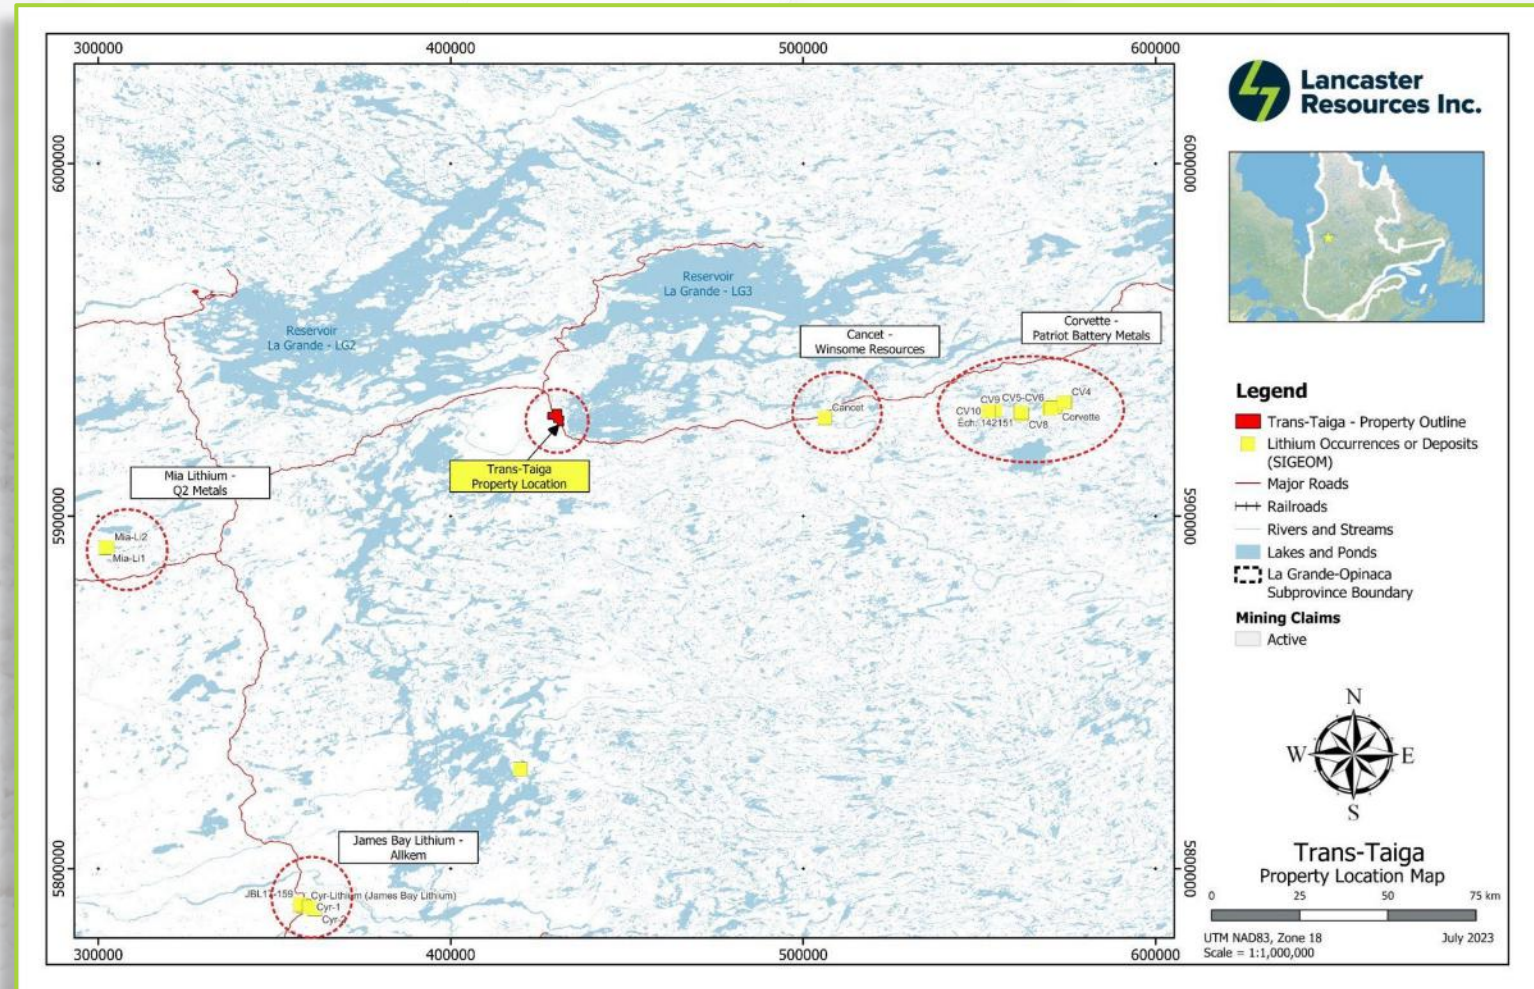 300000
400000
500000
600000
6000000
5900000
5800000
6000000
5900000
5800000
Reservoir
La Grande - LG2
Reservoir
La Grande - LG3
Cancet -
Winsome Resources
Corvette -
Patriot Battery Metals
Cancet
CV10
CV9
CV5-CV6
CV4
Éch. 142151
CV8
Corvette
Trans-Taiga
Property Location
Mia Lithium -
Q2 Metals
Mia-Li2
Mia-Li1
James Bay Lithium -
Allkem
JBL17-159
Cyr-Lithium (James Bay Lithium)
Cyr-1
Cyr-2
300000
400000
500000
600000
Lancaster
Resources Inc.
Legend
Trans-Taiga - Property Outline
Lithium Occurrences or Deposits
(SIGEOM)
Major Roads
Railroads
Rivers and Streams
Lakes and Ponds
La Grande-Opinaca
Subprovince Boundary
Mining Claims
Active
N
W
E
S
Trans-Taiga
Property Location Map
0
25
50
75 km
UTM NAD83, Zone 18
July 2023
Scale = 1:1,000,000